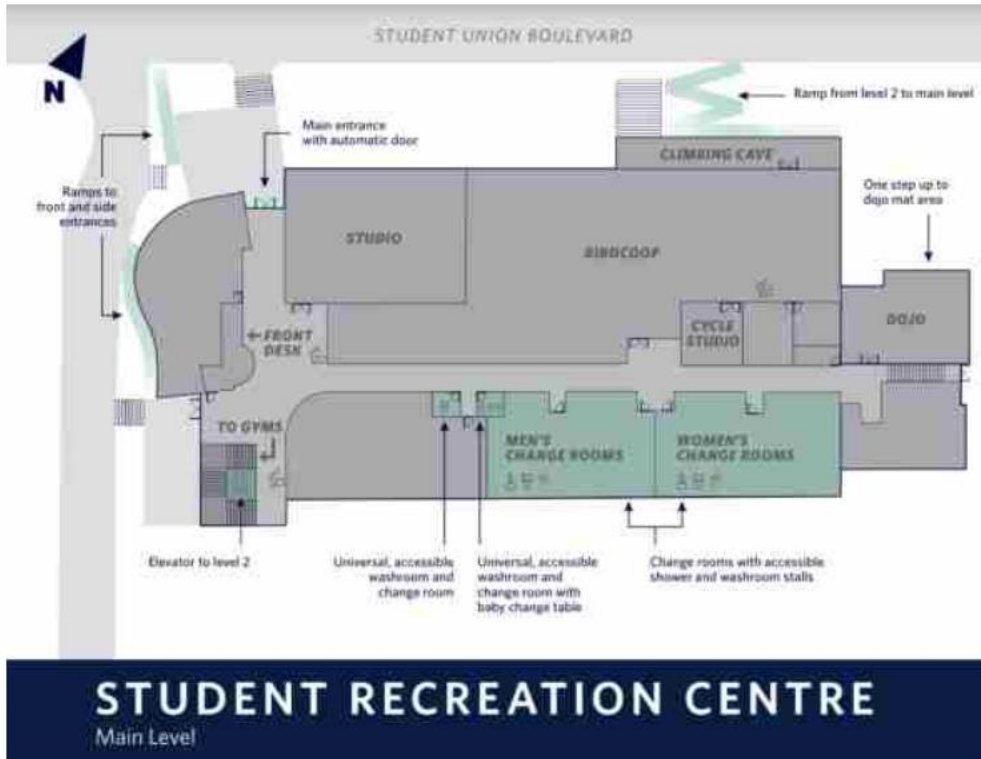 STUDENT UNION BOULEVARD
N
Ramp from level 2 to main level
Main entrance
with automatic door
CLIMBING CAVE
Ramps to
front and side
entrances
One step up to
dojo mat area
STUDIO
BIRDCOOP
CYCLE
STUDIO
DOJO
←FRONT
DESK
TO GYMS
MEN'S
CHANGE ROOMS
WOMEN'S
CHANGE ROOMS
Elevator to level 2
Universal, accessible
washroom and
change room
Universal, accessible
washroom and
change room with
baby change table
Change rooms with accessible
shower and washroom stalls
STUDENT RECREATION CENTRE
Main Level